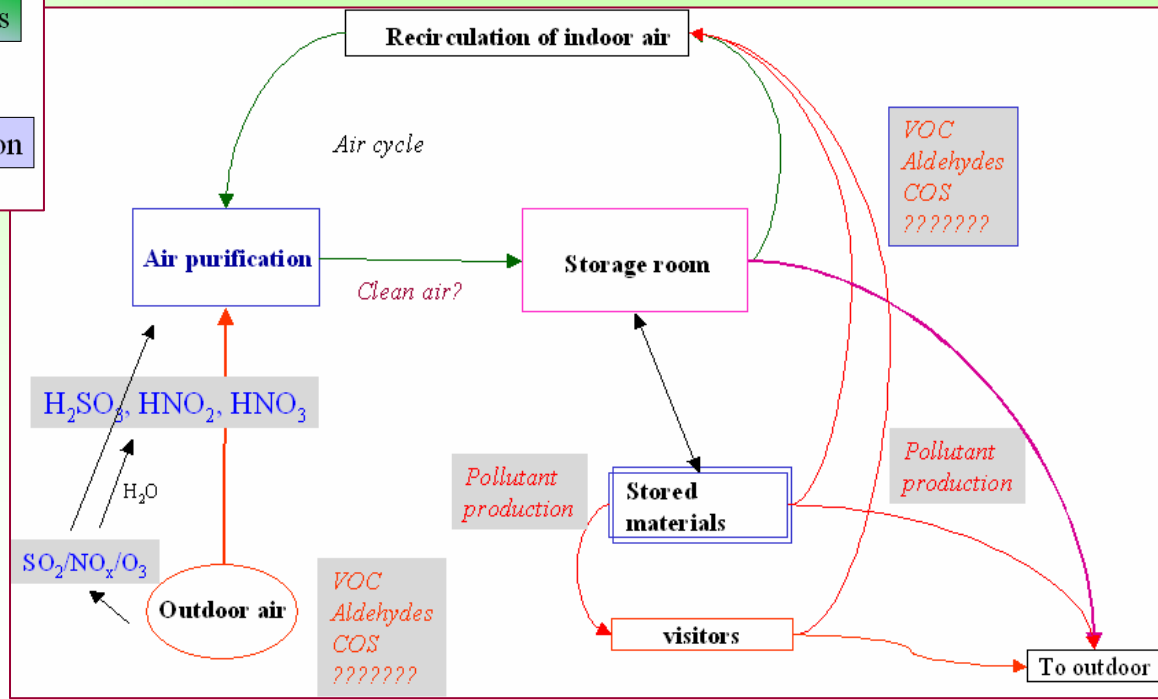 s
on
Recirculation of indoor air
Air cycle
VOC
Aldehydes
COS
???????
Air purification
Clean air?
Storage room
H₂SO₃, HNO₂, HNO₃
H₂O
SO₂/NOₓ/O₃
Outdoor air
VOC
Aldehydes
COS
???????
Pollutant
production
Stored
materials
Pollutant
production
visitors
To outdoor